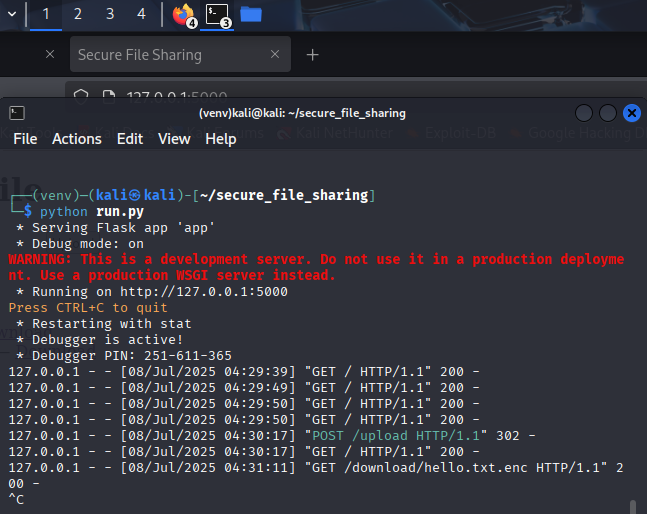 1 2 3 4 4 3
Secure File Sharing
127.0.0.1:5000
(venv)kali@kali: ~/secure_file_sharing
Kali NetHunter Exploit-DB Google Hacking
File Actions Edit View Help
┌──(venv)─(kali㉿kali)-[~/secure_file_sharing]
└─$ python run.py
* Serving Flask app 'app'
* Debug mode: on
WARNING: This is a development server. Do not use it in a production deployme
nt. Use a production WSGI server instead.
* Running on http://127.0.0.1:5000
Press CTRL+C to quit
* Restarting with stat
* Debugger is active!
* Debugger PIN: 251-611-365
127.0.0.1 - - [08/Jul/2025 04:29:39] "GET / HTTP/1.1" 200 -
127.0.0.1 - - [08/Jul/2025 04:29:49] "GET / HTTP/1.1" 200 -
127.0.0.1 - - [08/Jul/2025 04:29:50] "GET / HTTP/1.1" 200 -
127.0.0.1 - - [08/Jul/2025 04:29:50] "GET / HTTP/1.1" 200 -
127.0.0.1 - - [08/Jul/2025 04:30:17] "POST /upload HTTP/1.1" 302 -
127.0.0.1 - - [08/Jul/2025 04:30:17] "GET / HTTP/1.1" 200 -
127.0.0.1 - - [08/Jul/2025 04:31:11] "GET /download/hello.txt.enc HTTP/1.1" 2
00 -
^C